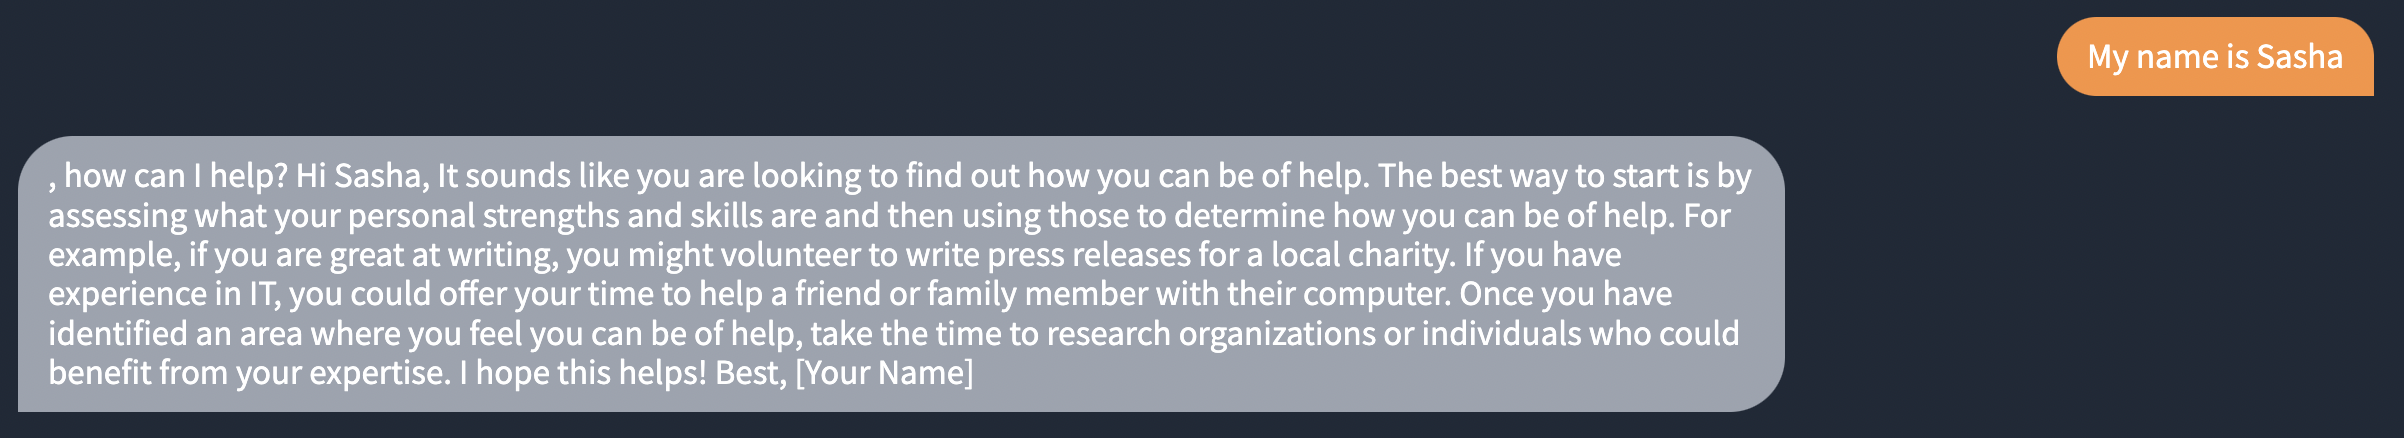 My name is Sasha
, how can I help? Hi Sasha, It sounds like you are looking to find out how you can be of help. The best way to start is by
assessing what your personal strengths and skills are and then using those to determine how you can be of help. For
example, if you are great at writing, you might volunteer to write press releases for a local charity. If you have
experience in IT, you could offer your time to help a friend or family member with their computer. Once you have
identified an area where you feel you can be of help, take the time to research organizations or individuals who could
benefit from your expertise. I hope this helps! Best, [Your Name]